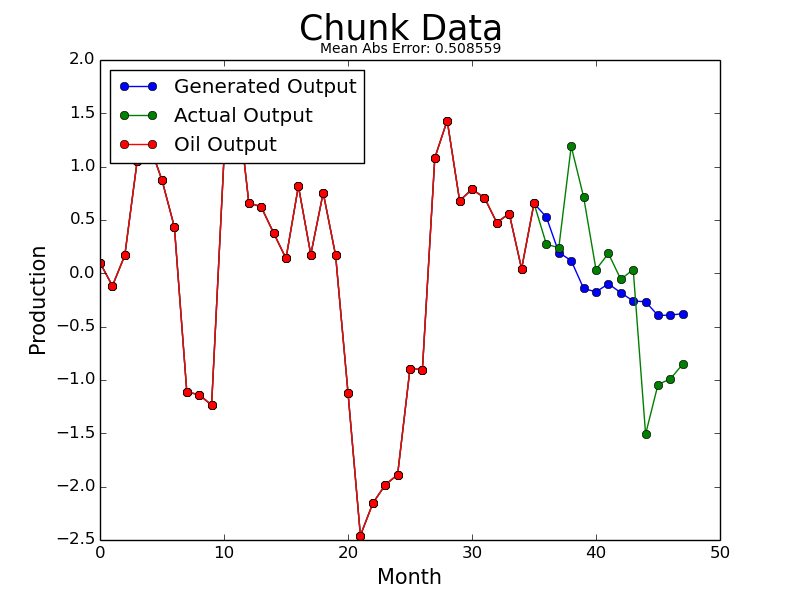 Chunk Data
Mean Abs Error: 0.508559
Generated Output
Actual Output
Oil Output
2.0
1.5
1.0
0.5
0.0
−0.5
−1.0
−1.5
−2.0
−2.5
Production
0 10 20 30 40 50
Month